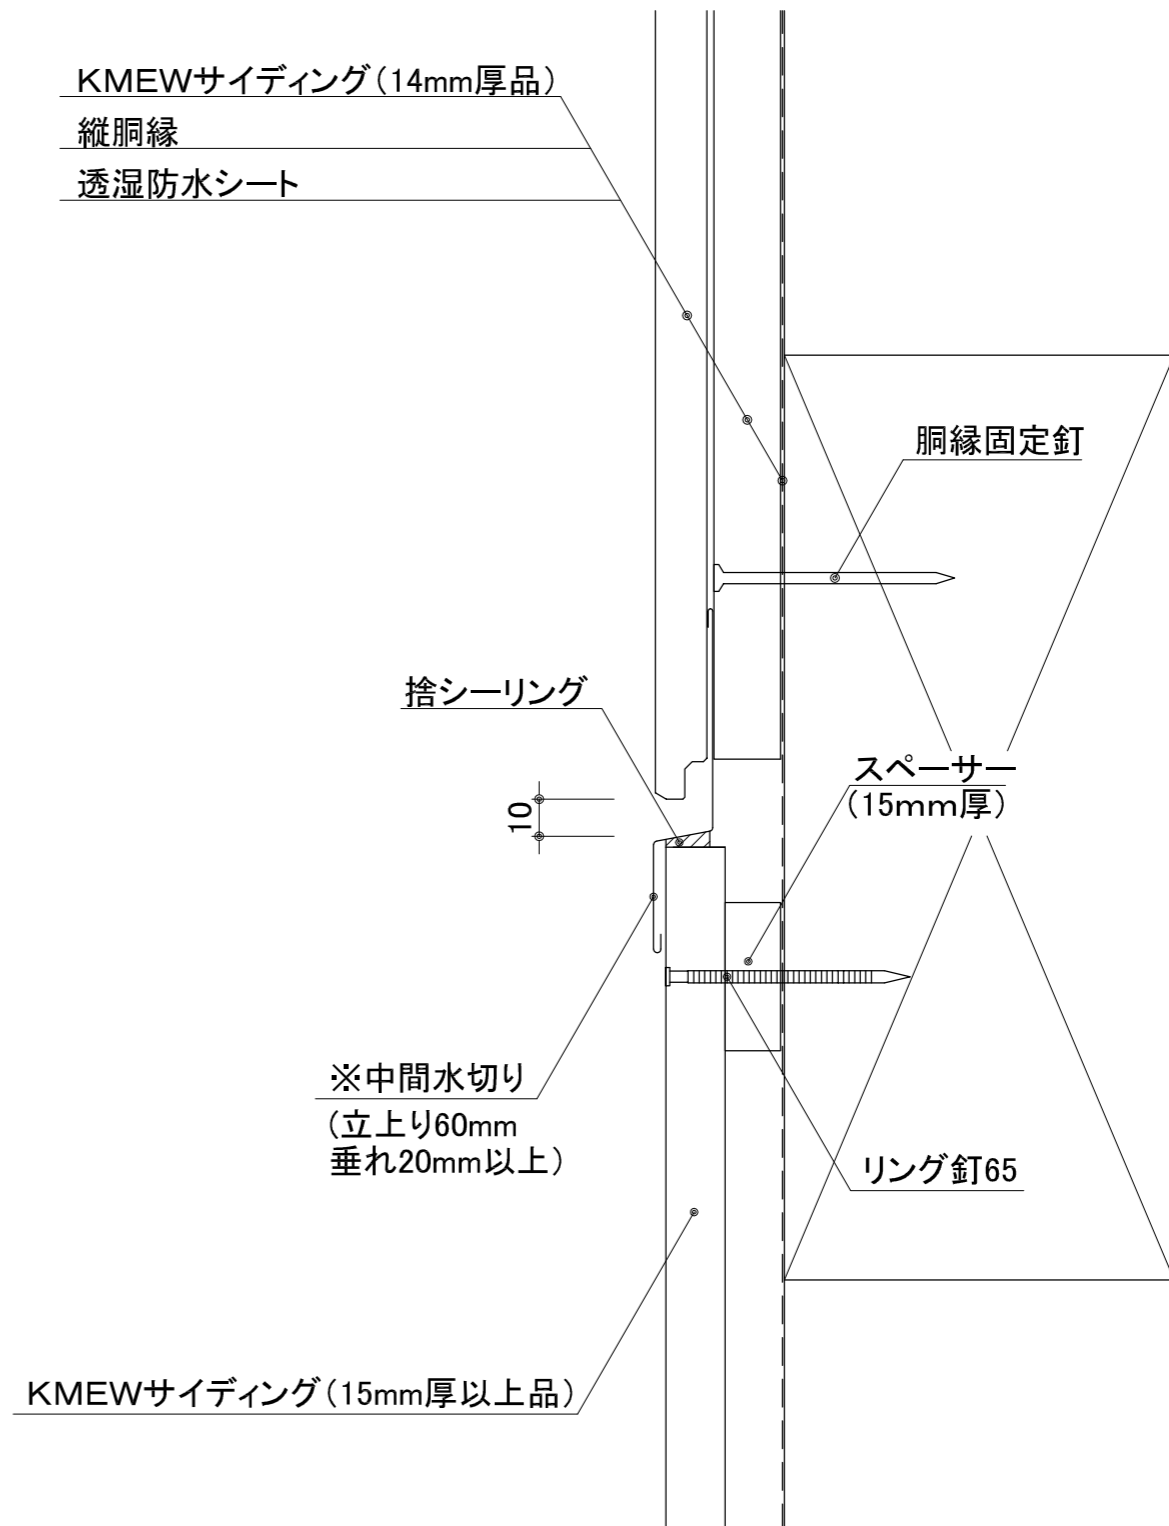 KMEWサイディング(14mm厚品)
縦胴縁
透湿防水シート
胴縁固定釘
捨シーリング
スペーサー
(15mm厚)
10
※中間水切り
(立上り60mm
垂れ20mm以上)
リング釘65
KMEWサイディング(15mm厚以上品)